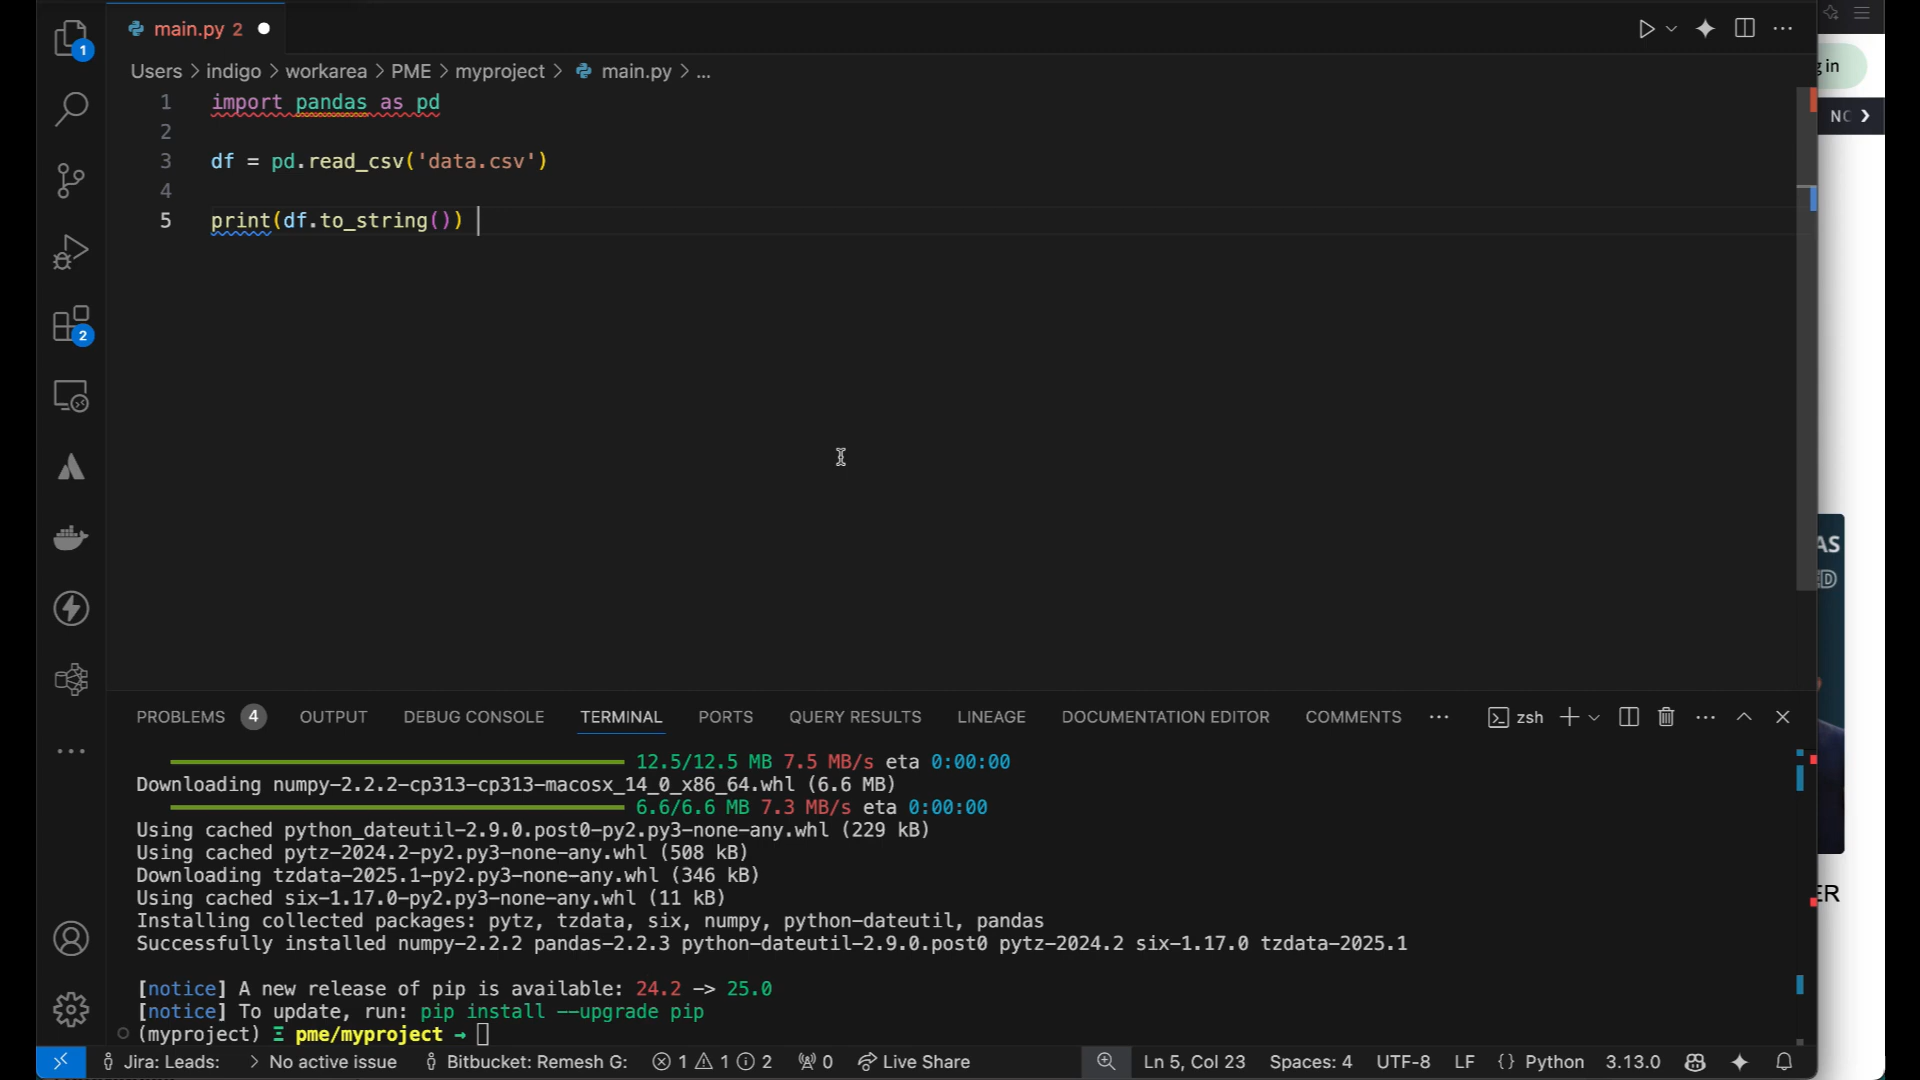 main.py 2
g in
Users > indigo > workarea > PME > myproject > main.py > ...
1 import pandas as pd
2
3 df = pd.read_csv('data.csv')
4
5 print(df.to_string())
1
2
NC
AS
ER
PROBLEMS 4 OUTPUT DEBUG CONSOLE TERMINAL PORTS QUERY RESULTS LINEAGE DOCUMENTATION EDITOR COMMENTS ... zsh
12.5/12.5 MB 7.5 MB/s eta 0:00:00
Downloading numpy-2.2.2-cp313-cp313-macosx_14_0_x86_64.whl (6.6 MB)
6.6/6.6 MB 7.3 MB/s eta 0:00:00
Using cached python_dateutil-2.9.0.post0-py2.py3-none-any.whl (229 kB)
Using cached pytz-2024.2-py2.py3-none-any.whl (508 kB)
Downloading tzdata-2025.1-py2.py3-none-any.whl (346 kB)
Using cached six-1.17.0-py2.py3-none-any.whl (11 kB)
Installing collected packages: pytz, tzdata, six, numpy, python-dateutil, pandas
Successfully installed numpy-2.2.2 pandas-2.2.3 python-dateutil-2.9.0.post0 pytz-2024.2 six-1.17.0 tzdata-2025.1
[notice] A new release of pip is available: 24.2 -> 25.0
[notice] To update, run: pip install --upgrade pip
(myproject) Ξ pme/myproject →
Jira: Leads: > No active issue Bitbucket: Remesh G: 1 1 2 0 Live Share Ln 5, Col 23 Spaces: 4 UTF-8 LF {} Python 3.13.0